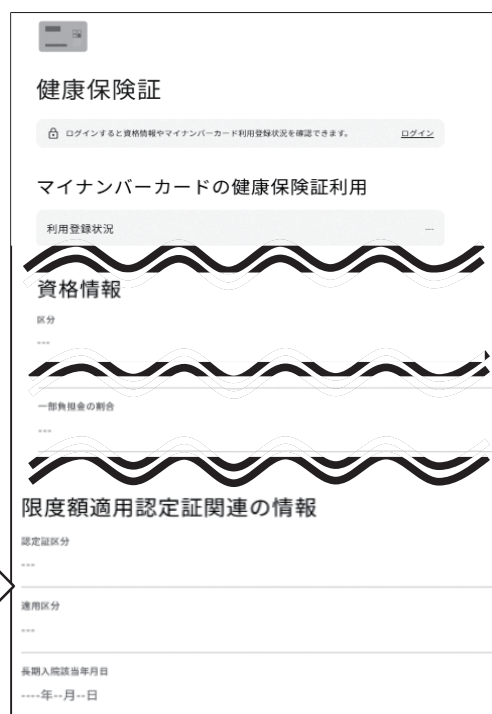 健康保険証
ログインすると資格情報やマイナンバーカード利用登録状況を確認できます。 ログイン
マイナンバーカードの健康保険証利用
利用登録状況 ---
資格情報
区分
---
一部負担金の割合
---
限度額適用認定証関連の情報
認定証区分
---
適用区分
---
長期入院該当年月日
----年--月--日